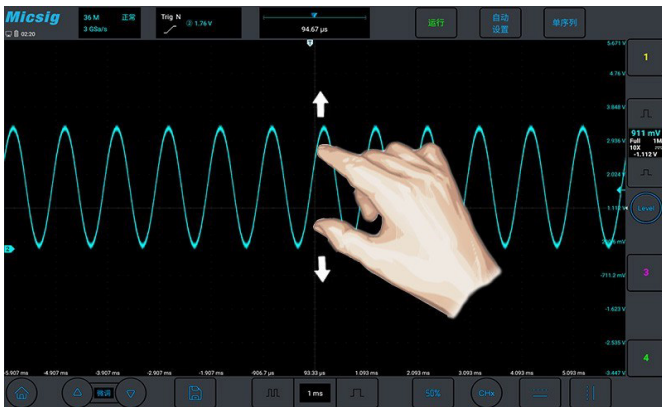 Micsig
02:20
36 M 正常
3 GSa/s
Trig N
③ 1.76 V
94.67 µs
运行
自动
设置
单序列
5.671 V
4.76 V
3.848 V
2.936 V
2.024 V
1.112 V
-711.2 mV
-1.623 V
-2.535 V
-3.447 V
1
911 mV
Full 1M
10X
-1.112 V
Level
3
4
2
-5.907 ms -4.907 ms -3.907 ms -2.907 ms -1.907 ms -906.7 µs 93.33 µs 1.093 ms 2.093 ms 3.093 ms 4.093 ms 5.093 ms
微调
1 ms
50%
CHx